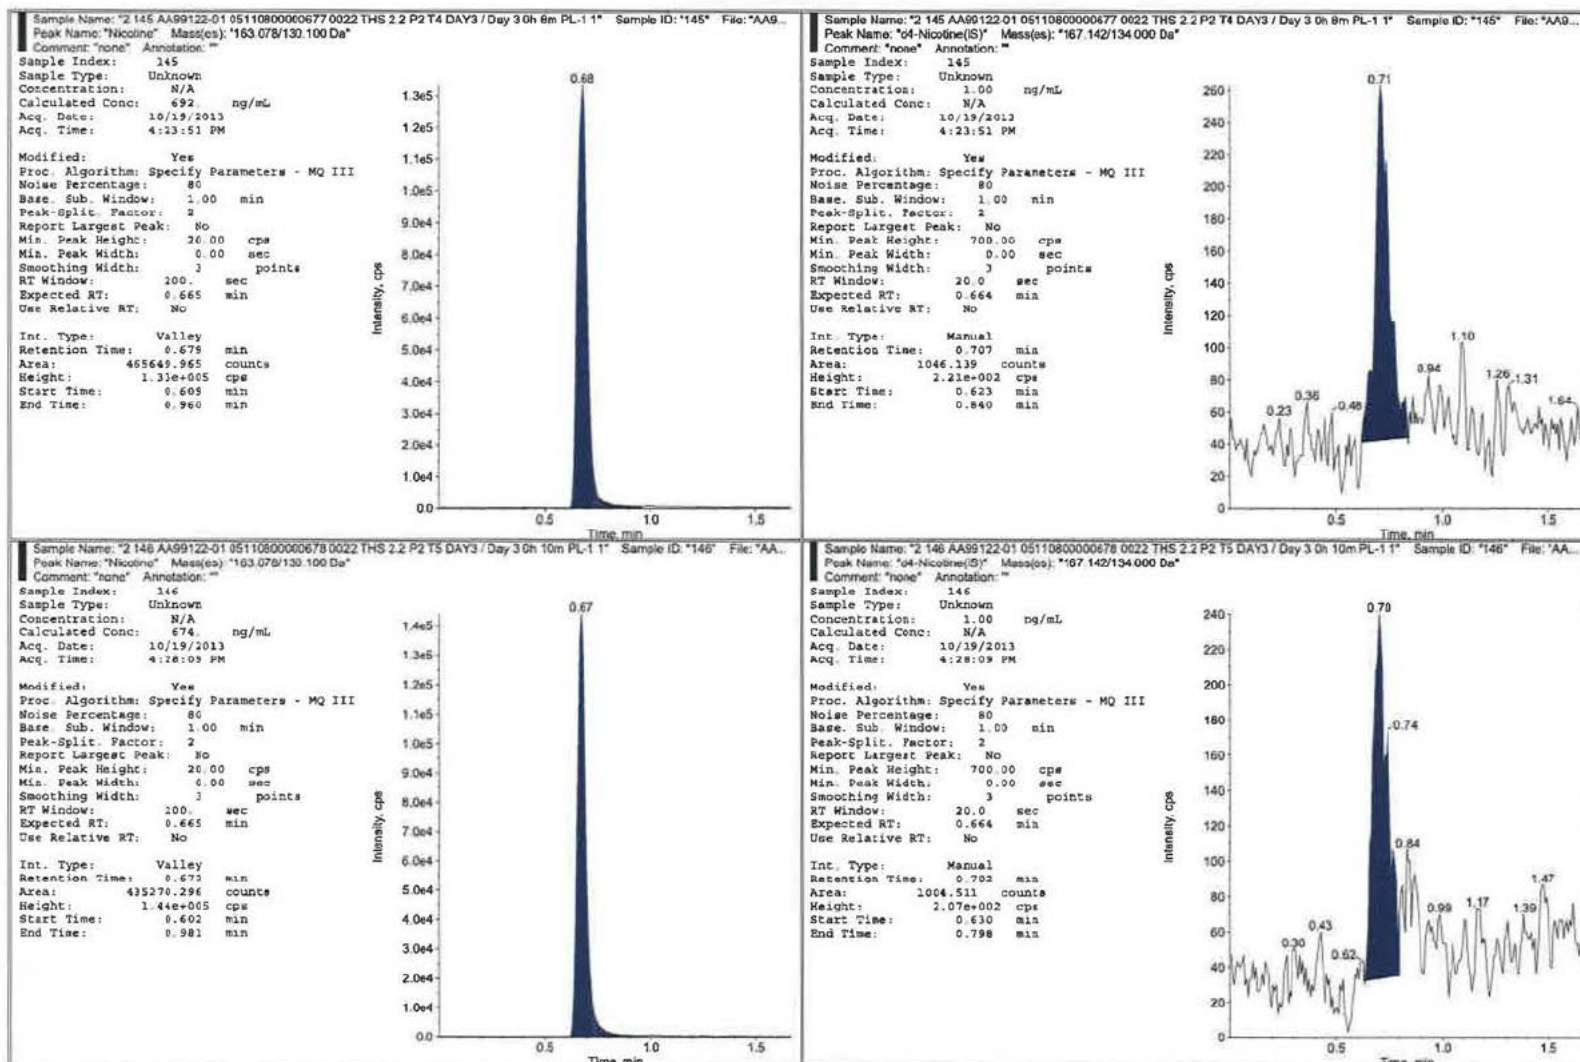 Sample Name: "2 145 AA99122-01 05110800000677 0022 THS 2.2 P2 T4 DAY3 / Day 3 0h 8m PL-1 1" Sample ID: "145" File: "AA9...
Peak Name: "Nicotine" Mass(es): "163.078/130.100 Da"
Comment: "none" Annotation: ""
Sample Index: 145
Sample Type: Unknown
Concentration: N/A
Calculated Conc: 692. ng/mL
Acq. Date: 10/19/2013
Acq. Time: 4:23:51 PM
Modified: Yes
Proc. Algorithm: Specify Parameters - MQ III
Noise Percentage: 80
Base. Sub. Window: 1.00 min
Peak-Split. Factor: 2
Report Largest Peak: No
Min. Peak Height: 20.00 cps
Min. Peak Width: 0.00 sec
Smoothing Width: 3 points
RT Window: 200. sec
Expected RT: 0.665 min
Use Relative RT: No
Int. Type: Valley
Retention Time: 0.679 min
Area: 465649.965 counts
Height: 1.33e+005 cps
Start Time: 0.609 min
End Time: 0.960 min
0.68
1.3e5
1.2e5
1.1e5
1.0e5
9.0e4
8.0e4
7.0e4
6.0e4
5.0e4
4.0e4
3.0e4
2.0e4
1.0e4
0.0
Intensity, cps
0.5 1.0 1.5
Time, min
Sample Name: "2 145 AA99122-01 05110800000677 0022 THS 2.2 P2 T4 DAY3 / Day 3 0h 8m PL-1 1" Sample ID: "145" File: "AA9...
Peak Name: "d4-Nicotine(IS)" Mass(es): "167.142/134.000 Da"
Comment: "none" Annotation: ""
Sample Index: 145
Sample Type: Unknown
Concentration: 1.00 ng/mL
Calculated Conc: N/A
Acq. Date: 10/19/2013
Acq. Time: 4:23:51 PM
Modified: Yes
Proc. Algorithm: Specify Parameters - MQ III
Noise Percentage: 80
Base. Sub. Window: 1.00 min
Peak-Split. Factor: 2
Report Largest Peak: No
Min. Peak Height: 700.00 cps
Min. Peak Width: 0.00 sec
Smoothing Width: 3 points
RT Window: 20.0 sec
Expected RT: 0.664 min
Use Relative RT: No
Int. Type: Manual
Retention Time: 0.707 min
Area: 1046.139 counts
Height: 2.21e+002 cps
Start Time: 0.623 min
End Time: 0.840 min
0.71
260
240
220
200
180
160
140
120
100
80
60
40
20
0
Intensity, cps
0.23 0.36 0.48 0.94 1.10 1.26 1.31 1.64
0.5 1.0 1.5
Time, min
Sample Name: "2 146 AA99122-01 05110800000678 0022 THS 2.2 P2 T5 DAY3 / Day 3 0h 10m PL-1 1" Sample ID: "146" File: "AA...
Peak Name: "Nicotine" Mass(es): "163.078/130.100 Da"
Comment: "none" Annotation: ""
Sample Index: 146
Sample Type: Unknown
Concentration: N/A
Calculated Conc: 674. ng/mL
Acq. Date: 10/19/2013
Acq. Time: 4:28:09 PM
Modified: Yes
Proc. Algorithm: Specify Parameters - MQ III
Noise Percentage: 80
Base. Sub. Window: 1.00 min
Peak-Split. Factor: 2
Report Largest Peak: No
Min. Peak Height: 20.00 cps
Min. Peak Width: 0.00 sec
Smoothing Width: 3 points
RT Window: 200. sec
Expected RT: 0.665 min
Use Relative RT: No
Int. Type: Valley
Retention Time: 0.672 min
Area: 435270.296 counts
Height: 1.44e+005 cps
Start Time: 0.602 min
End Time: 0.981 min
0.67
1.4e5
1.3e5
1.2e5
1.1e5
1.0e5
9.0e4
8.0e4
7.0e4
6.0e4
5.0e4
4.0e4
3.0e4
2.0e4
1.0e4
0.0
Intensity, cps
0.5 1.0 1.5
Time, min
Sample Name: "2 146 AA99122-01 05110800000678 0022 THS 2.2 P2 T5 DAY3 / Day 3 0h 10m PL-1 1" Sample ID: "146" File: "AA...
Peak Name: "d4-Nicotine(IS)" Mass(es): "167.142/134.000 Da"
Comment: "none" Annotation: ""
Sample Index: 146
Sample Type: Unknown
Concentration: 1.00 ng/mL
Calculated Conc: N/A
Acq. Date: 10/19/2013
Acq. Time: 4:28:09 PM
Modified: Yes
Proc. Algorithm: Specify Parameters - MQ III
Noise Percentage: 80
Base. Sub. Window: 1.00 min
Peak-Split. Factor: 2
Report Largest Peak: No
Min. Peak Height: 700.00 cps
Min. Peak Width: 0.00 sec
Smoothing Width: 3 points
RT Window: 20.0 sec
Expected RT: 0.664 min
Use Relative RT: No
Int. Type: Manual
Retention Time: 0.702 min
Area: 1004.511 counts
Height: 2.07e+002 cps
Start Time: 0.630 min
End Time: 0.798 min
0.70
240
220
200
180
160
140
120
100
80
60
40
20
0
Intensity, cps
0.30 0.43 0.62 0.74 0.84 0.99 1.17 1.39 1.47
0.5 1.0 1.5
Time, min